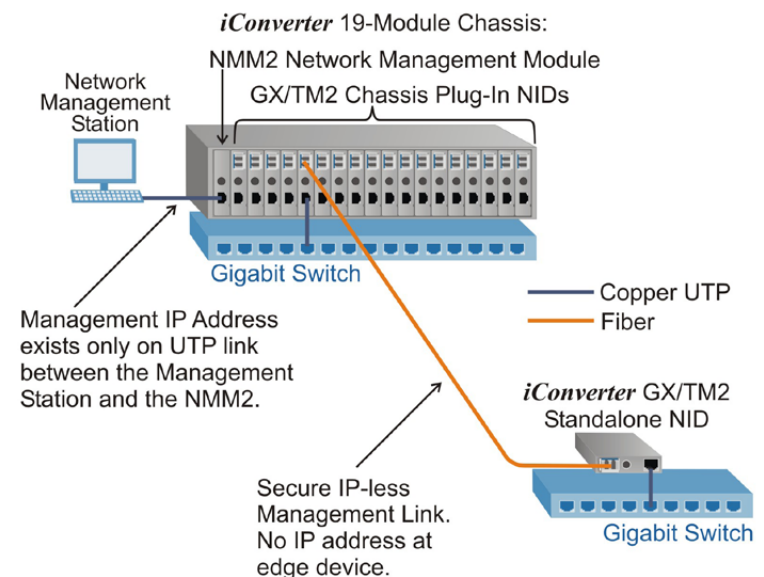 iConverter 19-Module Chassis:
NMM2 Network Management Module
GX/TM2 Chassis Plug-In NIDs
Network
Management
Station
Gigabit Switch
Copper UTP
Fiber
Management IP Address
exists only on UTP link
between the Management
Station and the NMM2.
iConverter GX/TM2
Standalone NID
Secure IP-less
Management Link.
No IP address at
edge device.
Gigabit Switch